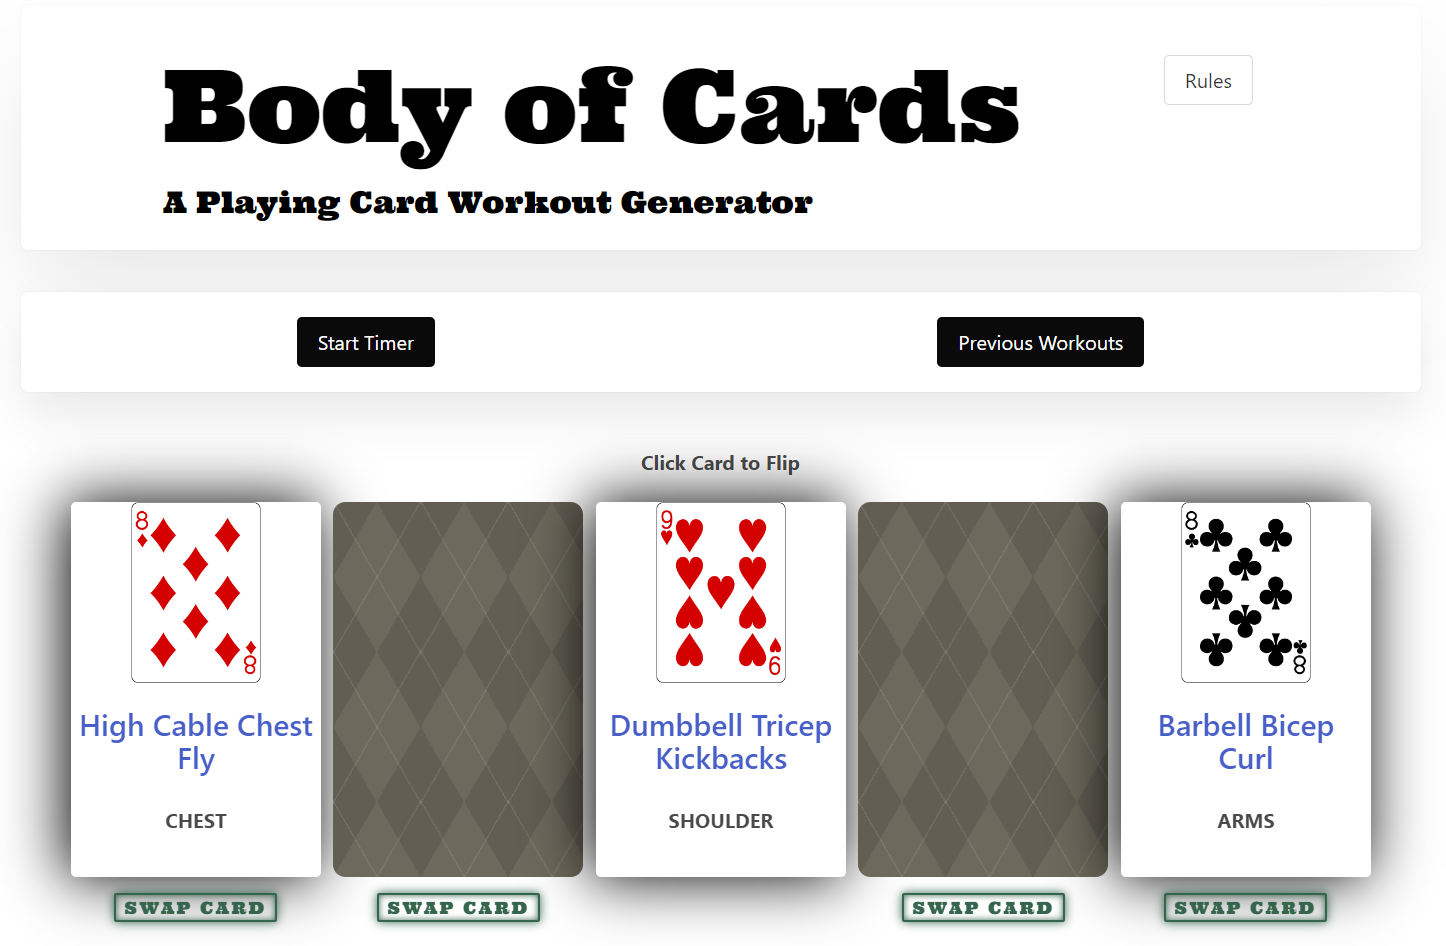 Body of Cards
Rules
A Playing Card Workout Generator
Start Timer
Previous Workouts
Click Card to Flip
8
8
High Cable Chest
Fly
CHEST
9
9
Dumbbell Tricep
Kickbacks
SHOULDER
8
8
Barbell Bicep
Curl
ARMS
SWAP CARD
SWAP CARD
SWAP CARD
SWAP CARD